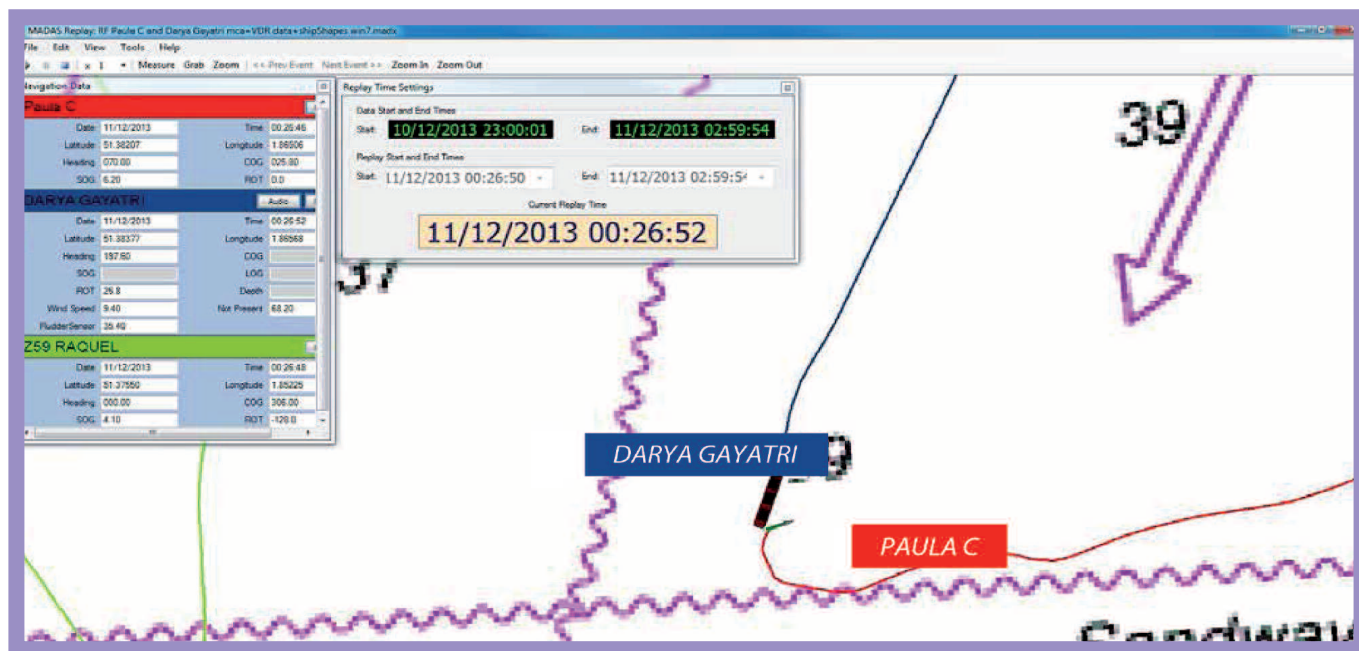 MADAS Replay: RF Paula C and Darya Gayatri mca+VDR data+shipShapes win7.madx
File Edit View Tools Help
x 1 Measure Grab Zoom << Prev Event Next Event >> Zoom In Zoom Out
Navigation Data
Paula C
Date 11/12/2013 Time 00:26:46
Latitude 51.38207 Longitude 1.86506
Heading 070.00 COG 025.80
SOG 6.20 ROT 0.0
DARYA GAYATRI Audio
Date 11/12/2013 Time 00:26:52
Latitude 51.38377 Longitude 1.86568
Heading 197.60 COG
SOG LOG
ROT 26.8 Depth
Wind Speed 9.40 Not Present 68.20
RudderSensor 35.40
Z59 RAQUEL
Date 11/12/2013 Time 00:26:48
Latitude 51.37550 Longitude 1.85225
Heading 000.00 COG 306.00
SOG 4.10 ROT -128.0
Replay Time Settings
Data Start and End Times
Start: 10/12/2013 23:00:01 End: 11/12/2013 02:59:54
Replay Start and End Times
Start: 11/12/2013 00:26:50 End: 11/12/2013 02:59:54
Current Replay Time
11/12/2013 00:26:52
39
37
DARYA GAYATRI
PAULA C